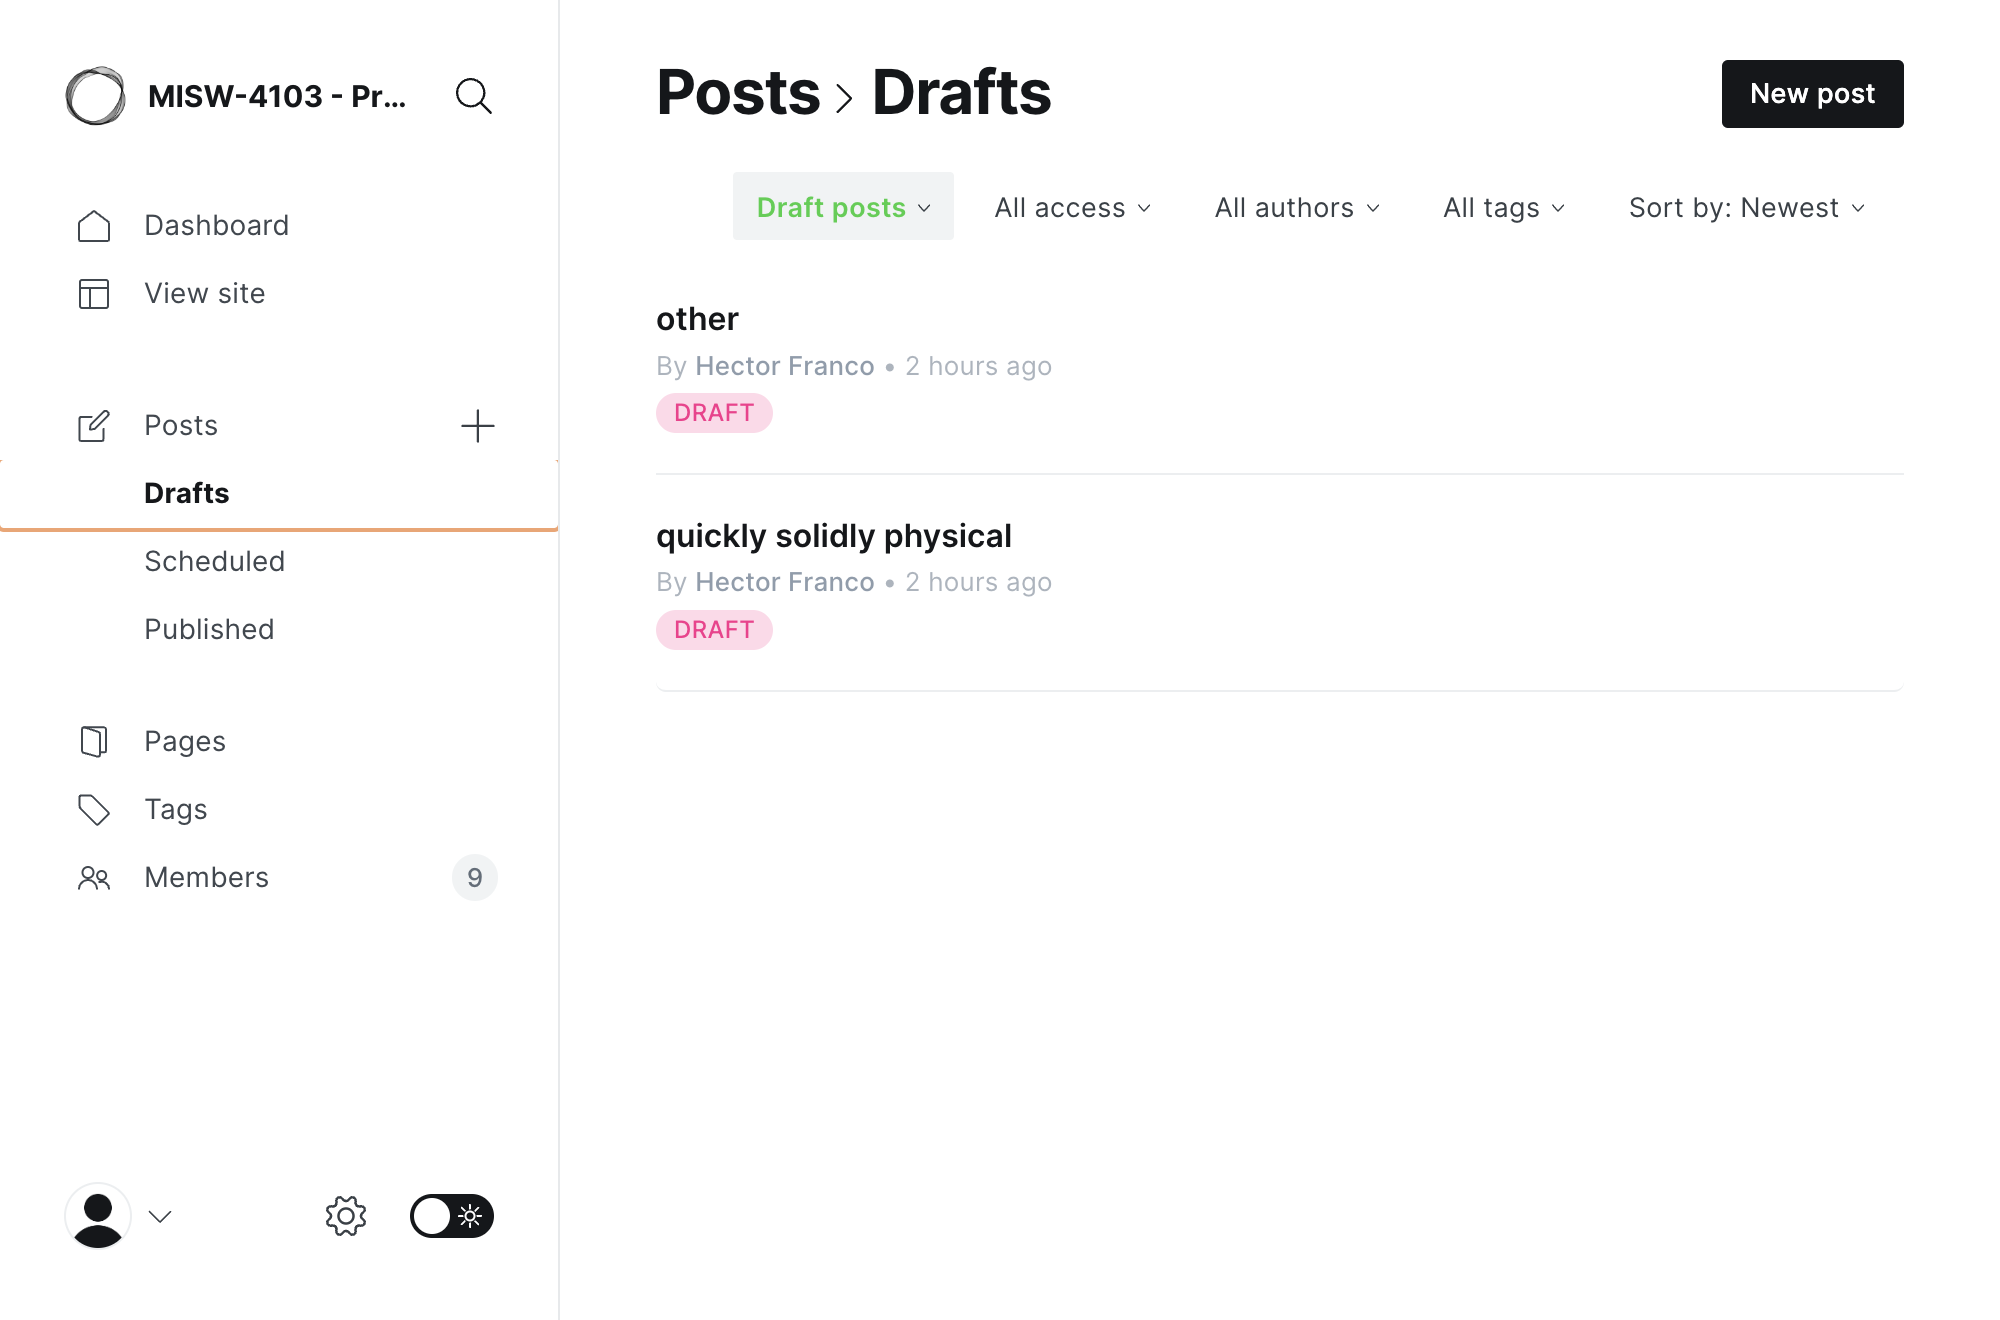 MISW-4103 - Pr...
Dashboard
View site
Posts
Drafts
Scheduled
Published
Pages
Tags
Members
9
Posts > Drafts
New post
Draft posts
All access
All authors
All tags
Sort by: Newest
other
By Hector Franco • 2 hours ago
DRAFT
quickly solidly physical
By Hector Franco • 2 hours ago
DRAFT